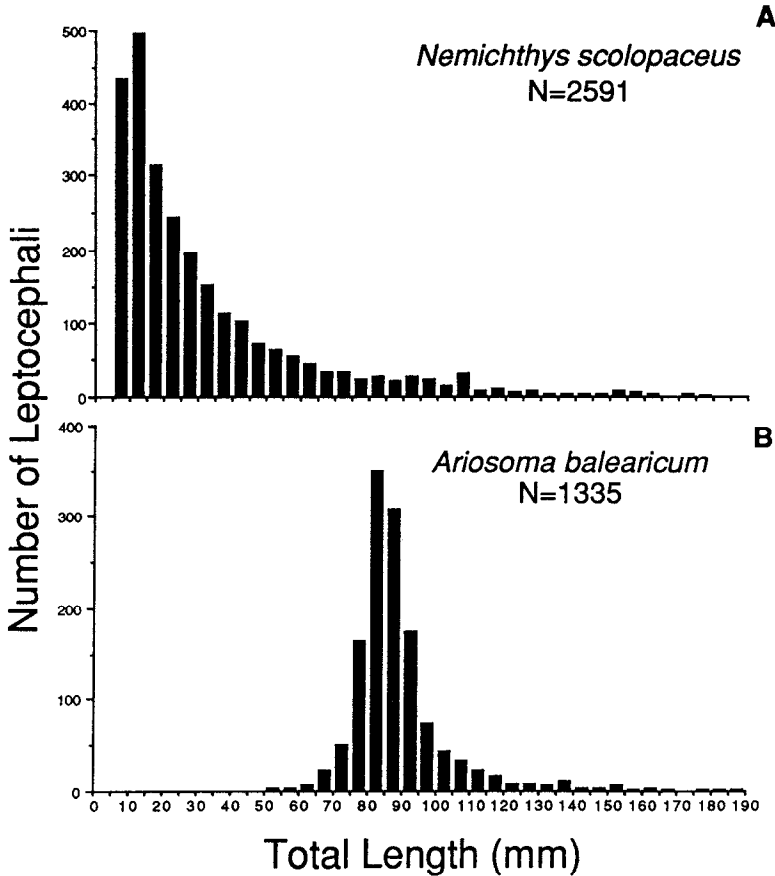 A
Nemichthys scolopaceus
N=2591
500
400
300
200
100
0
Number of Leptocephali
B
Ariosoma balearicum
N=1335
400
300
200
100
0
0 10 20 30 40 50 60 70 80 90 100 110 120 130 140 150 160 170 180 190
Total Length (mm)